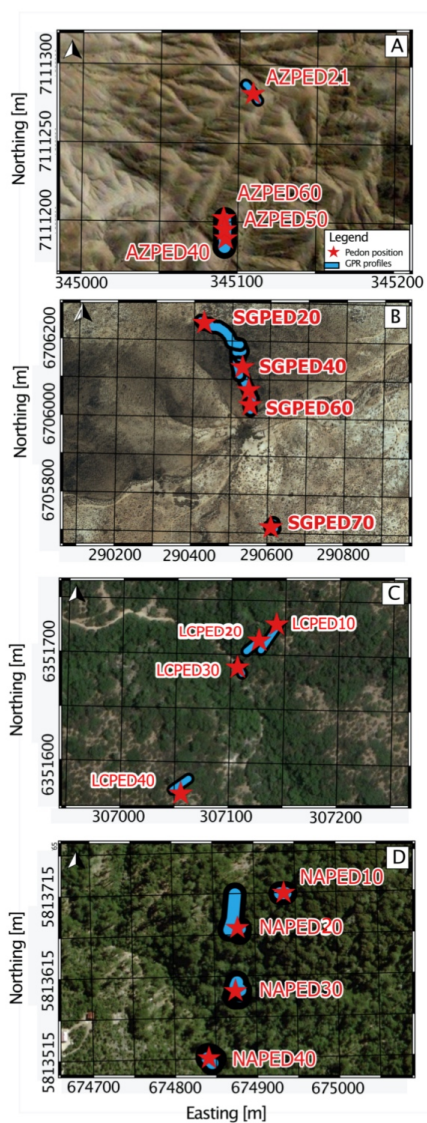 A
7111300
7111250
7111200
Northing [m]
AZPED21
AZPED60
AZPED50
AZPED40
Legend
Pedon position
GPR profiles
345000
345100
345200
B
6706200
6706000
6705800
Northing [m]
SGPED20
SGPED40
SGPED60
SGPED70
290200
290400
290600
290800
C
6351700
6351600
Northing [m]
LCPED10
LCPED20
LCPED30
LCPED40
307000
307100
307200
D
65
5813715
5813615
5813515
Northing [m]
NAPED10
NAPED20
NAPED30
NAPED40
674700
674800
674900
675000
Easting [m]